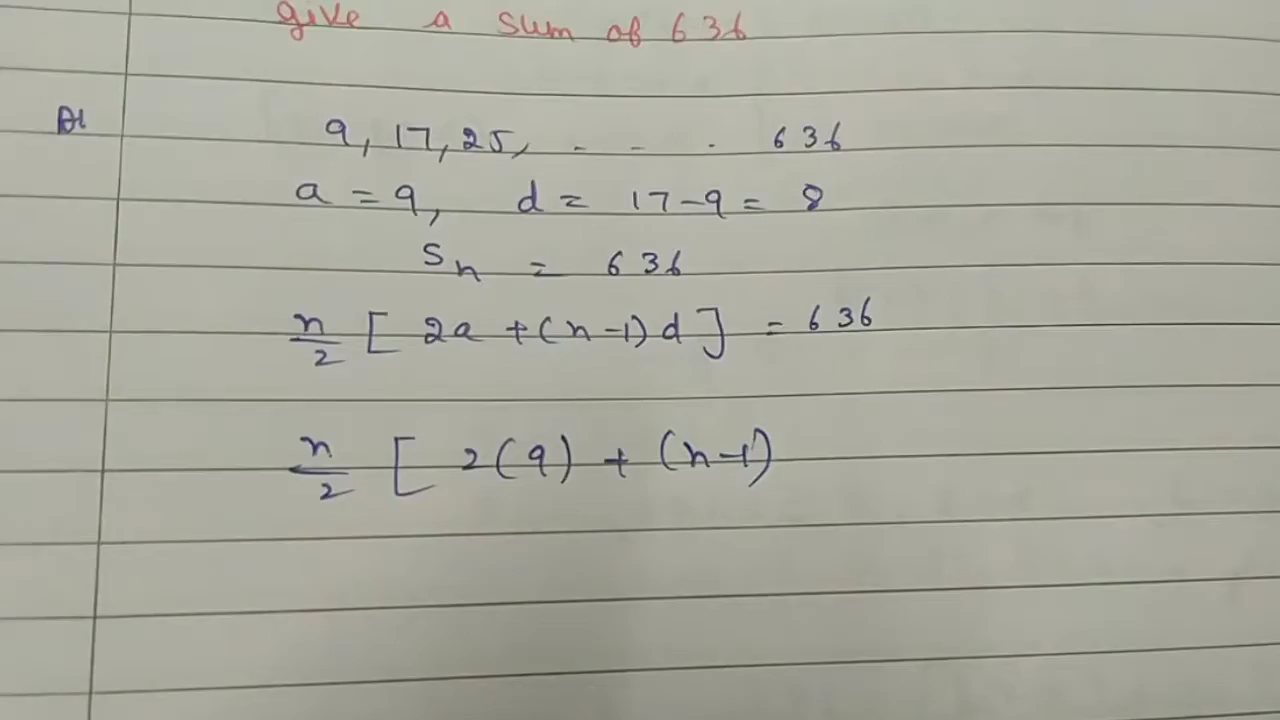 give a sum of 636
9, 17, 25, . . . 636
a = 9, d = 17-9 = 8
Sn = 636
n/2 [ 2a +(n-1)d ] = 636
n/2 [ 2(9) + (n-1)